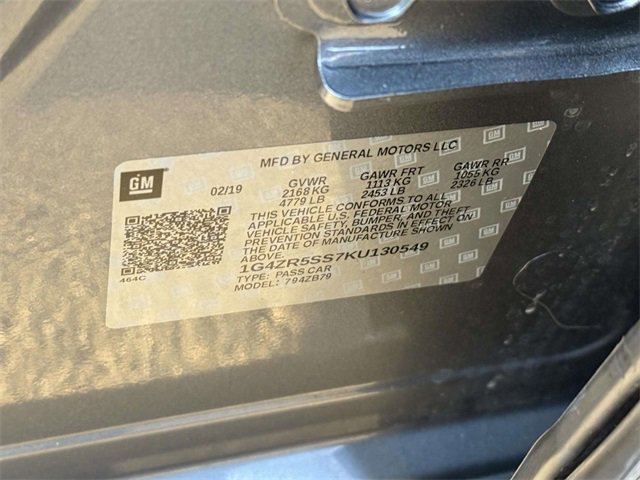 MFD BY GENERAL MOTORS LLC
GM
02/19 GVWR GAWR FRT GAWR RR
2168 KG 1113 KG 1055 KG
4779 LB 2453 LB 2326 LB
THIS VEHICLE CONFORMS TO ALL
APPLICABLE U.S. FEDERAL MOTOR
VEHICLE SAFETY, BUMPER, AND THEFT
PREVENTION STANDARDS IN EFFECT ON
THE DATE OF MANUFACTURE SHOWN
ABOVE.
1G4ZR5SS7KU130549
TYPE: PASS CAR
MODEL: 794ZB79
464C